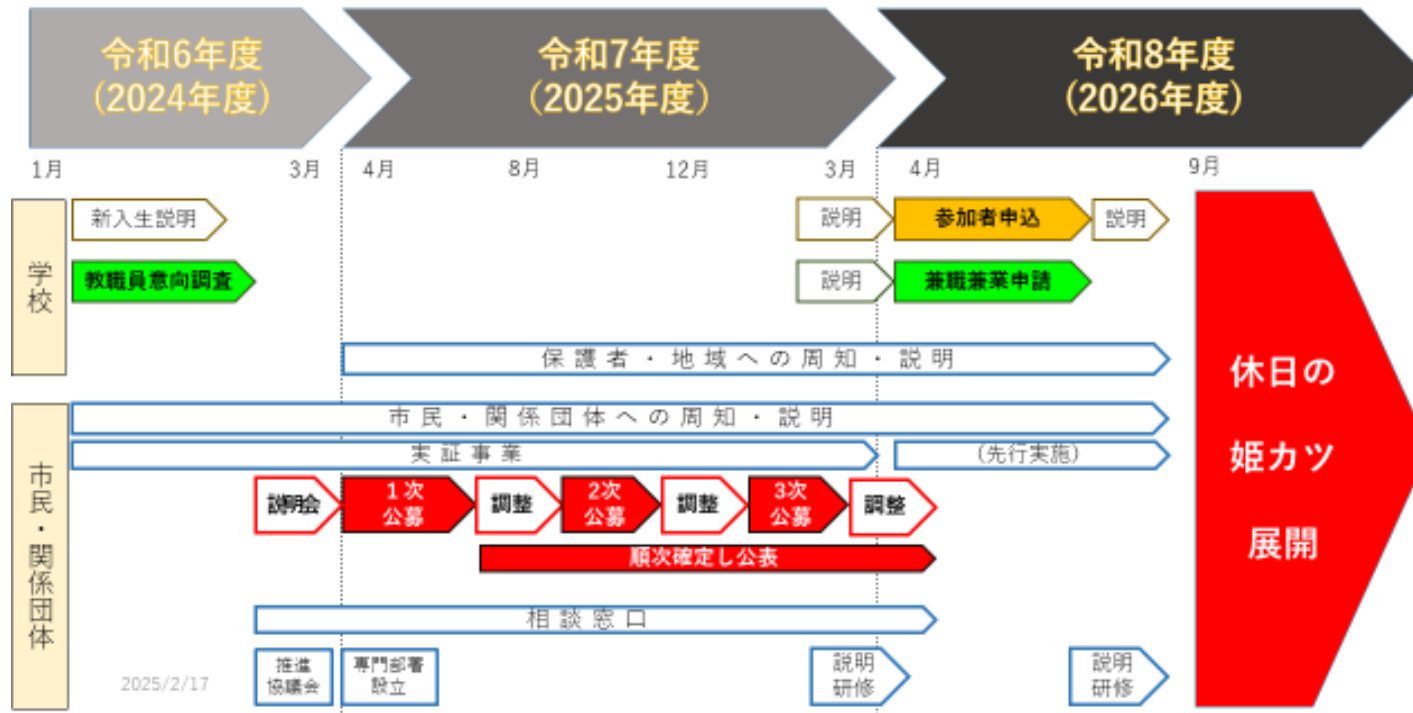 令和6年度
（2024年度）
令和7年度
（2025年度）
令和8年度
（2026年度）
1月
3月
4月
8月
12月
3月
4月
9月
学校
新入生説明
説明
参加者申込
説明
教職員意向調査
説明
兼職兼業申請
保護者・地域への周知・説明
市民・関係団体
市民・関係団体への周知・説明
実証事業
（先行実施）
説明会
1次
公募
調整
2次
公募
調整
3次
公募
調整
順次確定し公表
相談窓口
推進
協議会
専門部署
設立
説明
研修
説明
研修
2025/2/17
休日の
姫カツ
展開